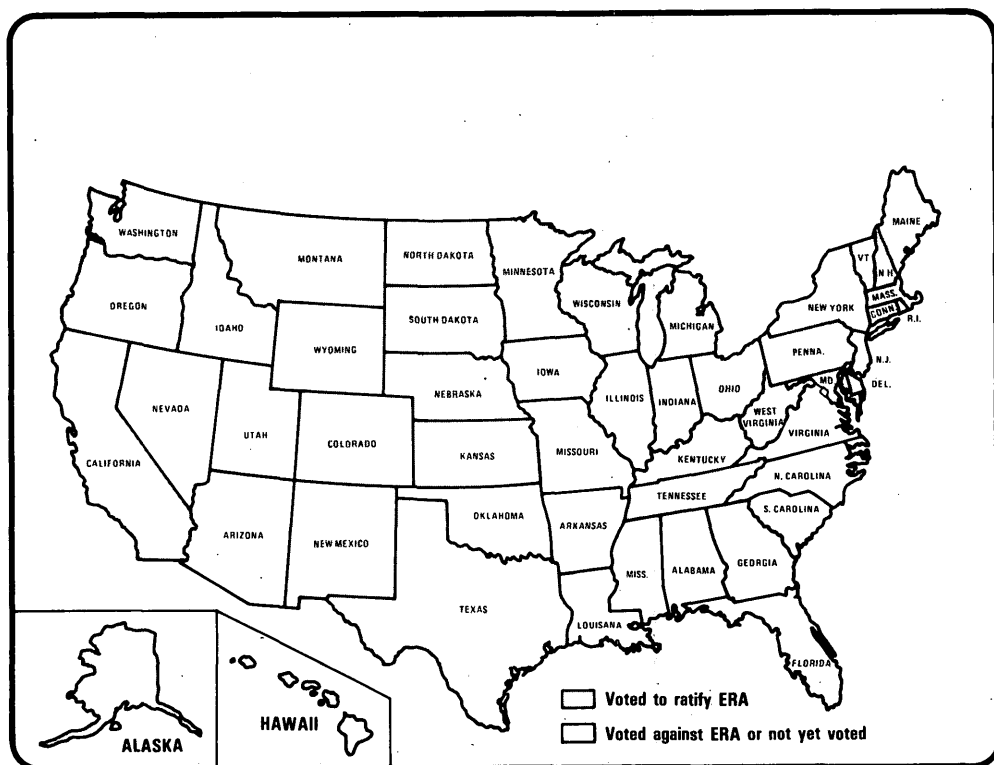 MAINE
WASHINGTON
MONTANA
NORTH DAKOTA
MINNESOTA
VT
N H
MASS.
CONN
R.I.
NEW YORK
OREGON
IDAHO
SOUTH DAKOTA
WISCONSIN
MICHIGAN
WYOMING
PENNA.
N.J.
IOWA
OHIO
MD
DEL.
NEVADA
NEBRASKA
ILLINOIS
INDIANA
WEST
VIRGINIA
UTAH
COLORADO
VIRGINIA
CALIFORNIA
KANSAS
MISSOURI
KENTUCKY
N. CAROLINA
TENNESSEE
S. CAROLINA
ARIZONA
NEW MEXICO
OKLAHOMA
ARKANSAS
MISS.
ALABAMA
GEORGIA
TEXAS
LOUISANA
FLORIDA
ALASKA
HAWAII
Voted to ratify ERA
Voted against ERA or not yet voted